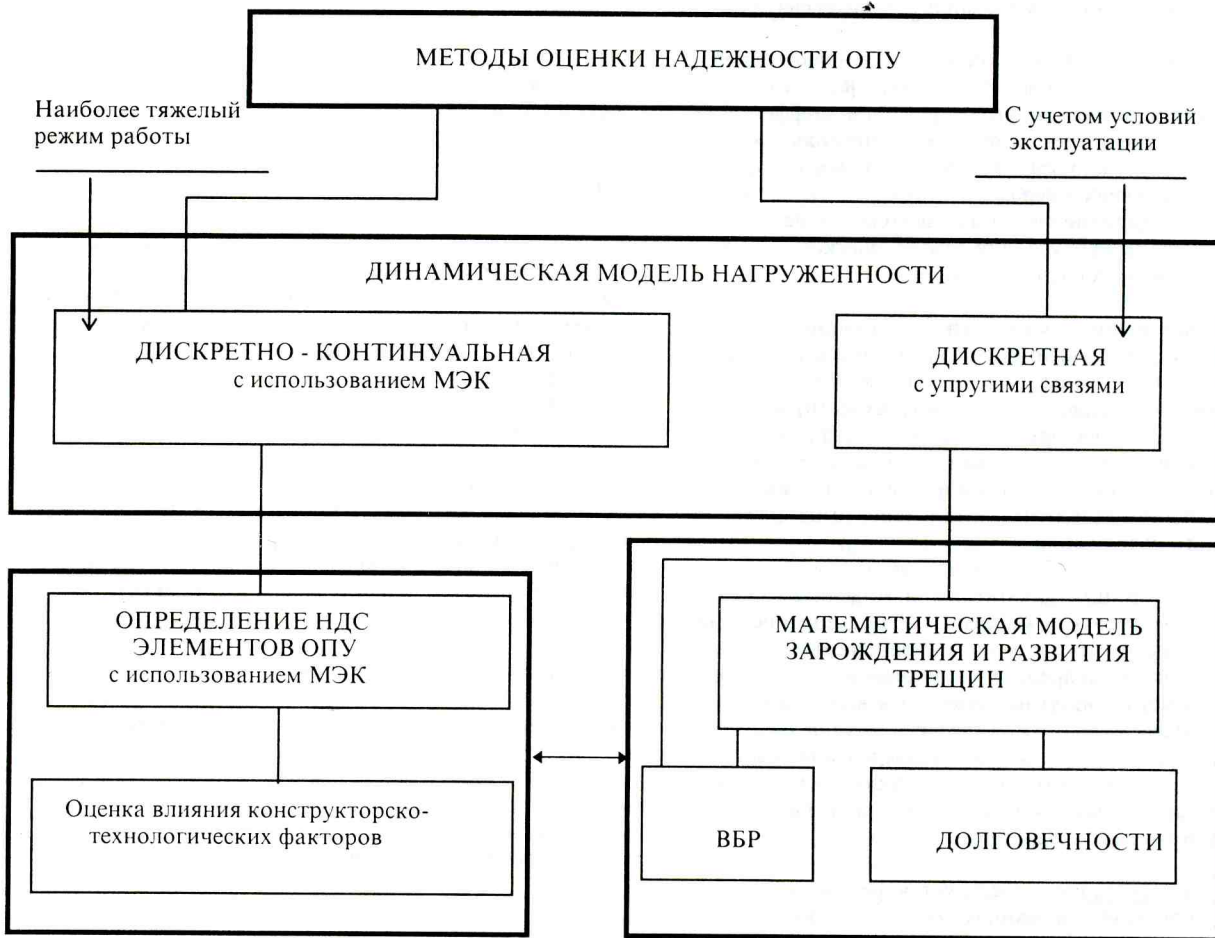 МЕТОДЫ ОЦЕНКИ НАДЕЖНОСТИ ОПУ
Наиболее тяжелый
режим работы
С учетом условий
эксплуатации
ДИНАМИЧЕСКАЯ МОДЕЛЬ НАГРУЖЕННОСТИ
ДИСКРЕТНО - КОНТИНУАЛЬНАЯ
с использованием МЭК
ДИСКРЕТНАЯ
с упругими связями
ОПРЕДЕЛЕНИЕ НДС
ЭЛЕМЕНТОВ ОПУ
с использованием МЭК
МАТЕМЕТИЧЕСКАЯ МОДЕЛЬ
ЗАРОЖДЕНИЯ И РАЗВИТИЯ
ТРЕЩИН
Оценка влияния конструкторско-
технологических факторов
ВБР
ДОЛГОВЕЧНОСТИ